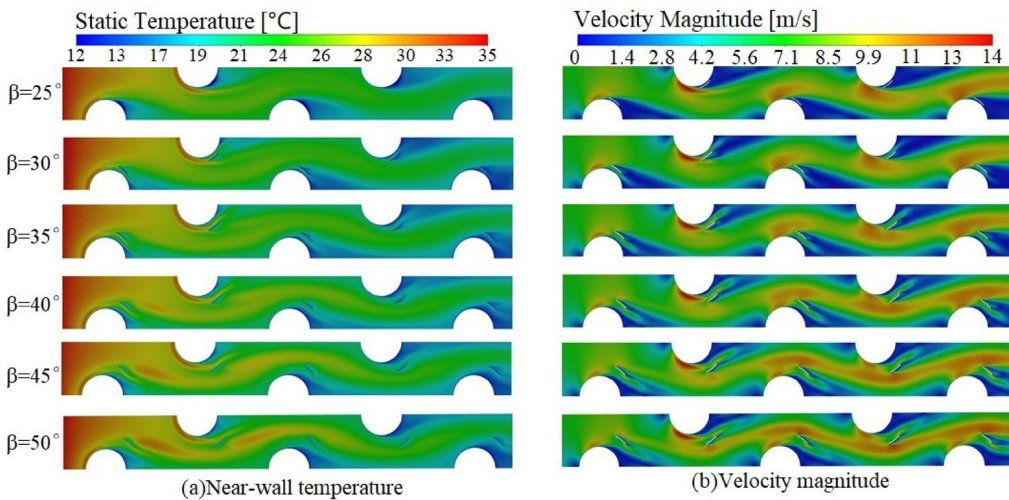 Static Temperature [°C]
12 13 17 19 21 24 26 28 30 33 35
Velocity Magnitude [m/s]
0 1.4 2.8 4.2 5.6 7.1 8.5 9.9 11 13 14
β=25°
β=30°
β=35°
β=40°
β=45°
β=50°
(a)Near-wall temperature
(b)Velocity magnitude